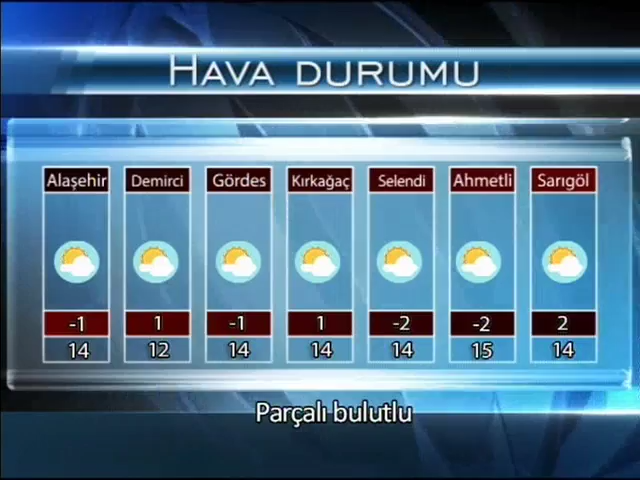 HAVA DURUMU
Alaşehir Demirci Gördes Kırkağaç Selendi Ahmetli Sarıgöl
-1 1 -1 1 -2 -2 2
14 12 14 14 14 15 14
Parçalı bulutlu